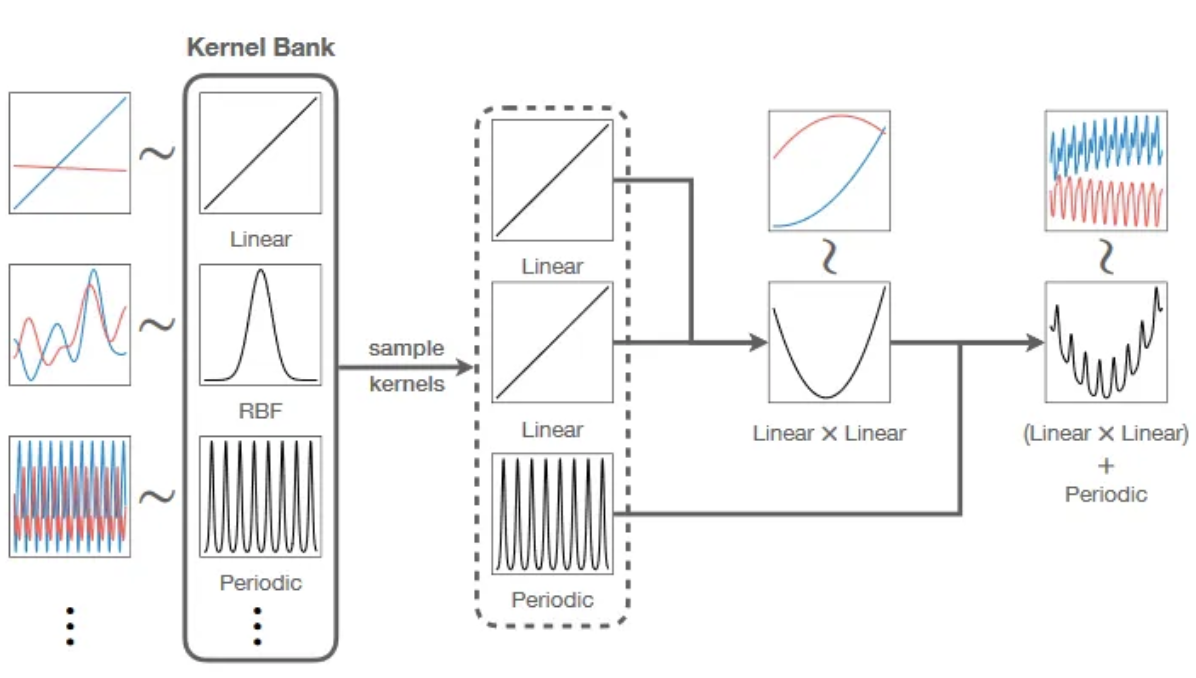 Kernel Bank
Linear
RBF
Periodic
sample
kernels
Linear
Linear
Periodic
Linear × Linear
(Linear × Linear)
+
Periodic